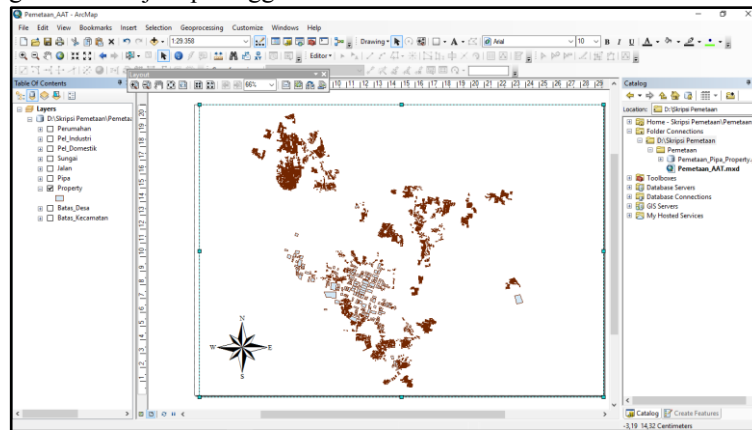 Pemetaan_AAT - ArcMap
File Edit View Bookmarks Insert Selection Geoprocessing Customize Windows Help
1:29.358
Drawing
A
Arial
10
B I U A
Editor
Layout
66%
Table Of Contents
Layers
D:\Skripsi Pemetaan\Pemeta
Perumahan
Pel_Industri
Pel_Domestik
Sungai
Jalan
Pipa
Property
Batas_Desa
Batas_Kecamatan
N
W
E
S
Catalog
Location: D:\Skripsi Pemetaan
Home - Skripsi Pemetaan\Pemetaan
Folder Connections
D:\Skripsi Pemetaan
Pemetaan
Pemetaan_Pipa_Property.
Pemetaan_AAT.mxd
Toolboxes
Database Servers
Database Connections
GIS Servers
My Hosted Services
Catalog Create Features
-3,19 14,32 Centimeters